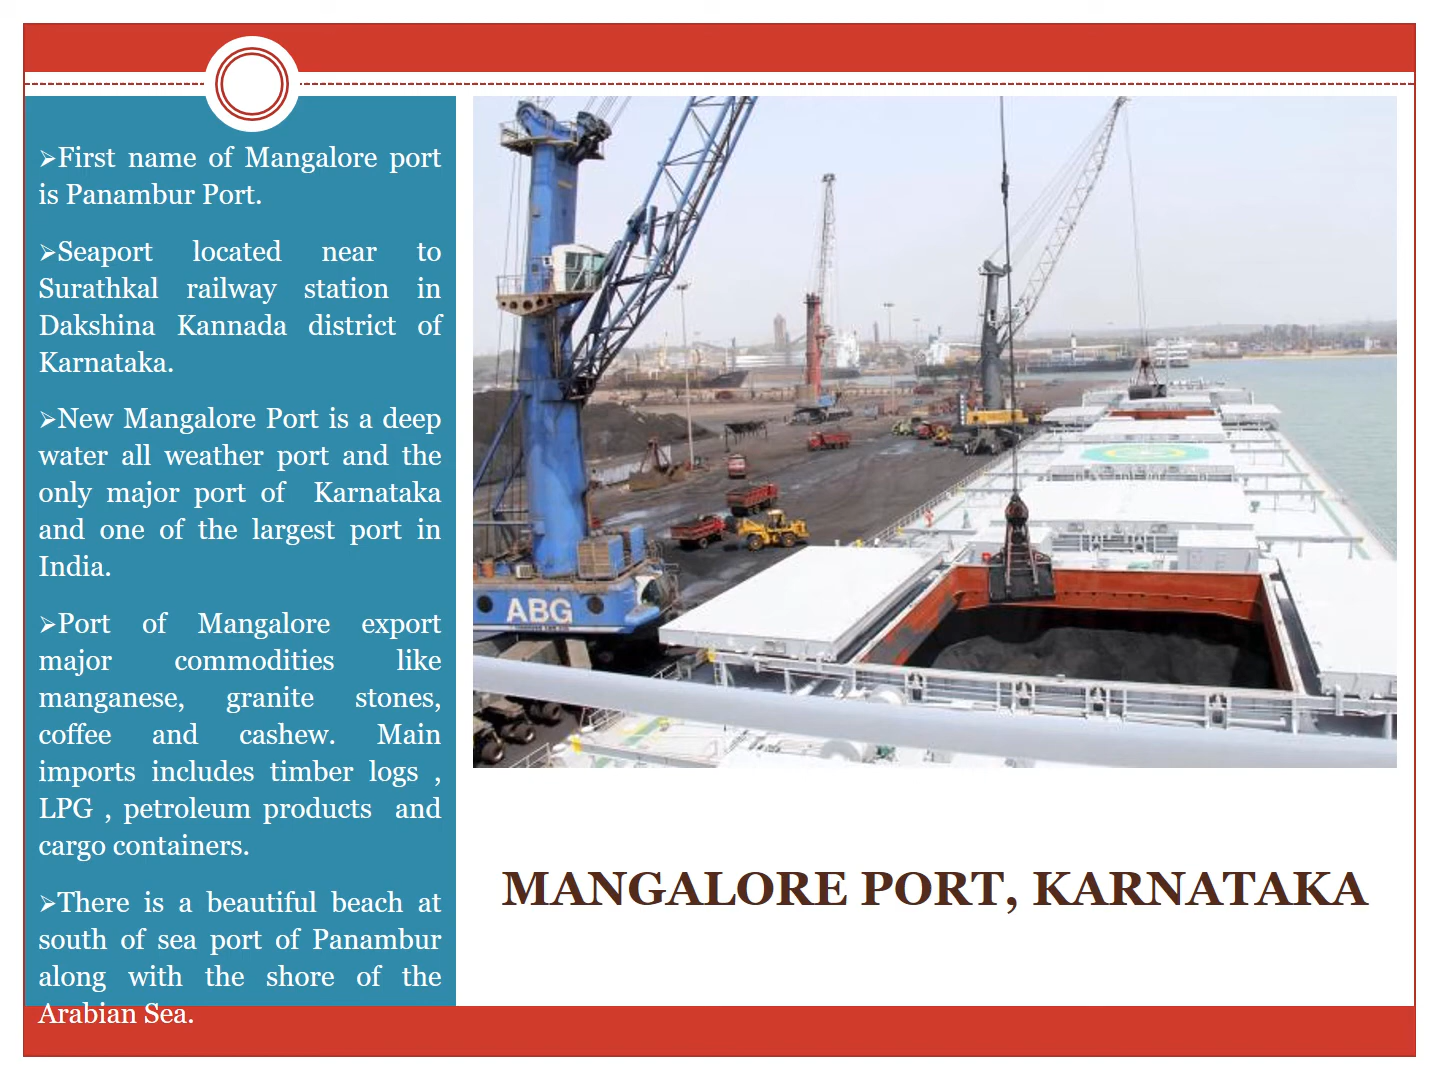 ➢First name of Mangalore port
is Panambur Port.
➢Seaport located near to
Surathkal railway station in
Dakshina Kannada district of
Karnataka.
➢New Mangalore Port is a deep
water all weather port and the
only major port of Karnataka
and one of the largest port in
India.
➢Port of Mangalore export
major commodities like
manganese, granite stones,
coffee and cashew. Main
imports includes timber logs ,
LPG , petroleum products and
cargo containers.
➢There is a beautiful beach at
south of sea port of Panambur
along with the shore of the
Arabian Sea.
ABG
MANGALORE PORT, KARNATAKA